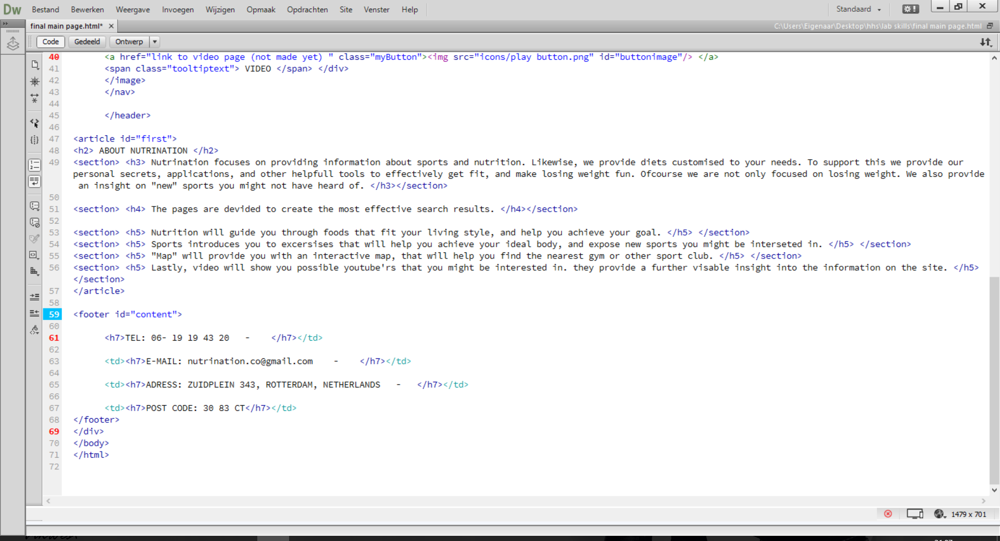 Dw Bestand Bewerken Weergave Invoegen Wijzigen Opmaak Opdrachten Site Venster Help Standaard
final main page.html* × C:\Users\Eigenaar\Desktop\hhs\lab skills\final main page.html
Code Gedeeld Ontwerp
40 <a href="link to video page (not made yet) " class="myButton"><img src="icons/play button.png" id="buttonimage"/> </a>
41 <span class="tooltiptext"> VIDEO </span> </div>
42 </image>
43 </nav>
44
45 </header>
46
47 <article id="first">
48 <h2> ABOUT NUTRINATION </h2>
49 <section> <h3> Nutrination focuses on providing information about sports and nutrition. Likewise, we provide diets customised to your needs. To support this we provide our
personal secrets, applications, and other helpfull tools to effectively get fit, and make losing weight fun. Ofcourse we are not only focused on losing weight. We also provide
an insight on "new" sports you might not have heard of. </h3></section>
50
51 <section> <h4> The pages are devided to create the most effective search results. </h4></section>
52
53 <section> <h5> Nutrition will guide you through foods that fit your living style, and help you achieve your goal. </h5> </section>
54 <section> <h5> Sports introduces you to excersises that will help you achieve your ideal body, and expose new sports you might be interseted in. </h5> </section>
55 <section> <h5> "Map" will provide you with an interactive map, that will help you find the nearest gym or other sport club. </h5> </section>
56 <section> <h5> Lastly, video will show you possible youtube'rs that you might be interested in. they provide a further visable insight into the information on the site. </h5>
</section>
57 </article>
58
59 <footer id="content">
60
61 <h7>TEL: 06- 19 19 43 20 - </h7></td>
62
63 <td><h7>E-MAIL: nutrination.co@gmail.com - </h7></td>
64
65 <td><h7>ADRESS: ZUIDPLEIN 343, ROTTERDAM, NETHERLANDS - </h7></td>
66
67 <td><h7>POST CODE: 30 83 CT</h7></td>
68 </footer>
69 </div>
70 </body>
71 </html>
72
1479 x 701